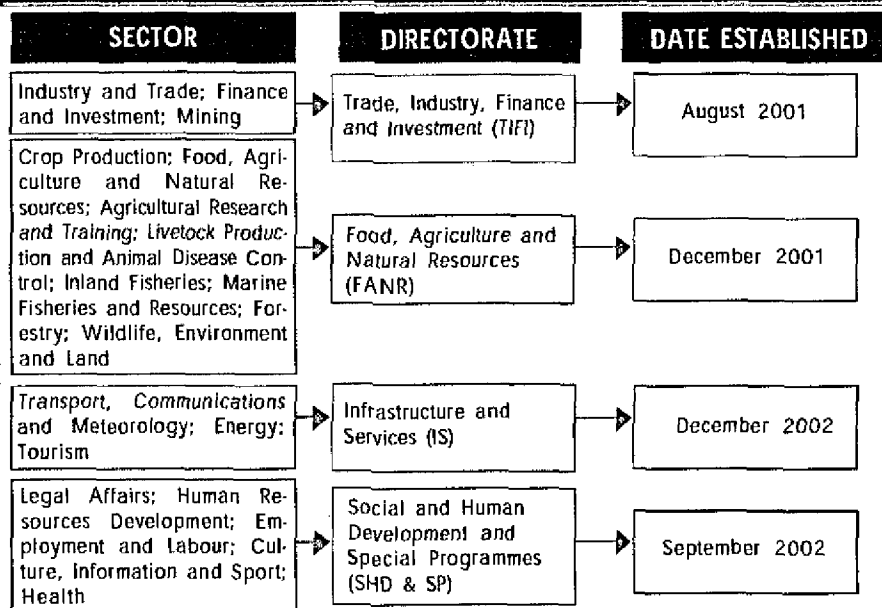 SECTOR DIRECTORATE DATE ESTABLISHED
Industry and Trade; Finance
and Investment; Mining
Trade, Industry, Finance
and Investment (TIFI)
August 2001
Crop Production; Food, Agri-
culture and Natural Re-
sources; Agricultural Research
and Training; Livetock Produc-
tion and Animal Disease Con-
trol; Inland Fisheries; Marine
Fisheries and Resources; For-
estry; Wildlife, Environment
and Land
Food, Agriculture and
Natural Resources
(FANR)
December 2001
Transport, Communications
and Meteorology; Energy;
Tourism
Infrastructure and
Services (IS)
December 2002
Legal Affairs; Human Re-
sources Development; Em-
ployment and Labour; Cul-
ture, Information and Sport;
Health
Social and Human
Development and
Special Programmes
(SHD & SP)
September 2002